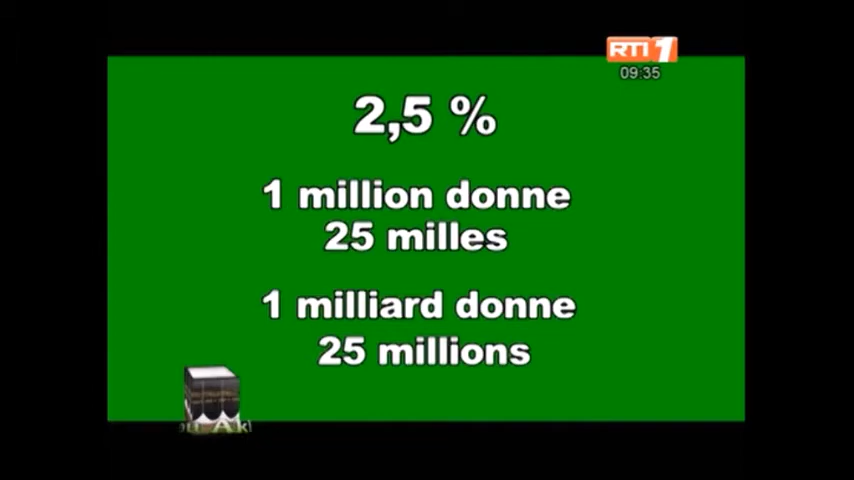 RTI 1
09:35
2,5 %
1 million donne
25 milles
1 milliard donne
25 millions